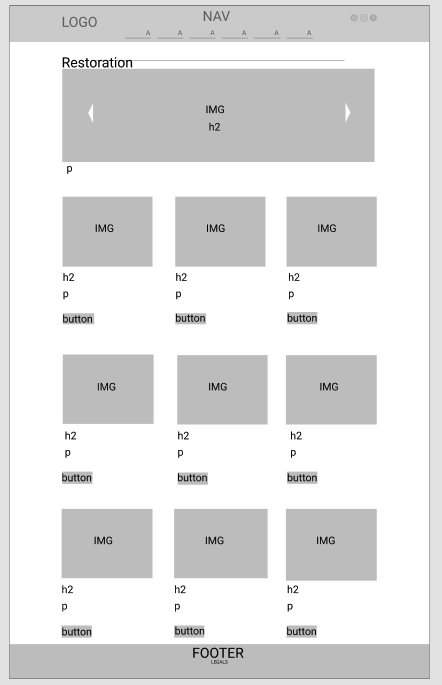 LOGO
NAV
A A A A A A
Restoration
IMG
h2
p
IMG IMG IMG
h2 h2 h2
p p p
button button button
IMG IMG IMG
h2 h2 h2
p p p
button button button
IMG IMG IMG
h2 h2 h2
p p p
button button button
FOOTER
LEGALS